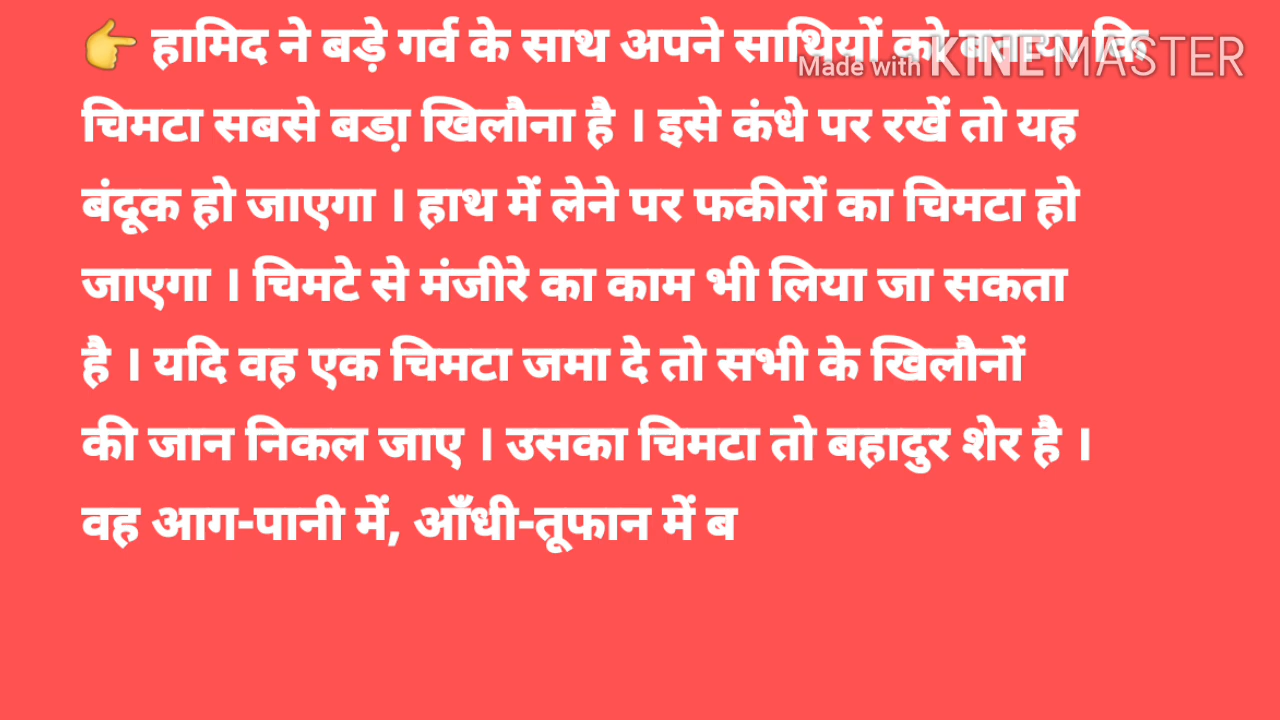 👉 हामिद ने बड़े गर्व के साथ अपने साथियों को बताया कि
Made with KINEMASTER
चिमटा सबसे बडा़ खिलौना है । इसे कंधे पर रखें तो यह
बंदूक हो जाएगा । हाथ में लेने पर फकीरों का चिमटा हो
जाएगा । चिमटे से मंजीरे का काम भी लिया जा सकता
है । यदि वह एक चिमटा जमा दे तो सभी के खिलौनों
की जान निकल जाए । उसका चिमटा तो बहादुर शेर है ।
वह आग-पानी में, आँधी-तूफान में ब